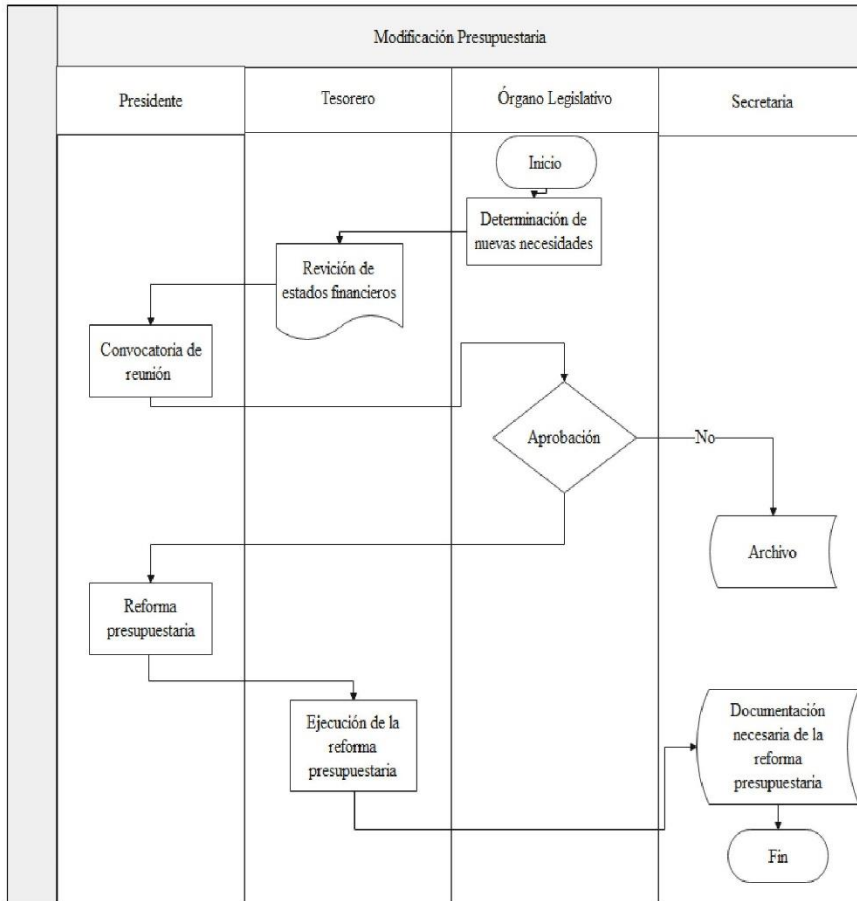 Modificación Presupuestaria
Presidente
Tesorero
Órgano Legislativo
Secretaria
Inicio
Determinación de
nuevas necesidades
Revición de
estados financieros
Convocatoria de
reunión
Aprobación
No
Archivo
Reforma
presupuestaria
Ejecución de la
reforma
presupuestaria
Documentación
necesaria de la
reforma
presupuestaria
Fin